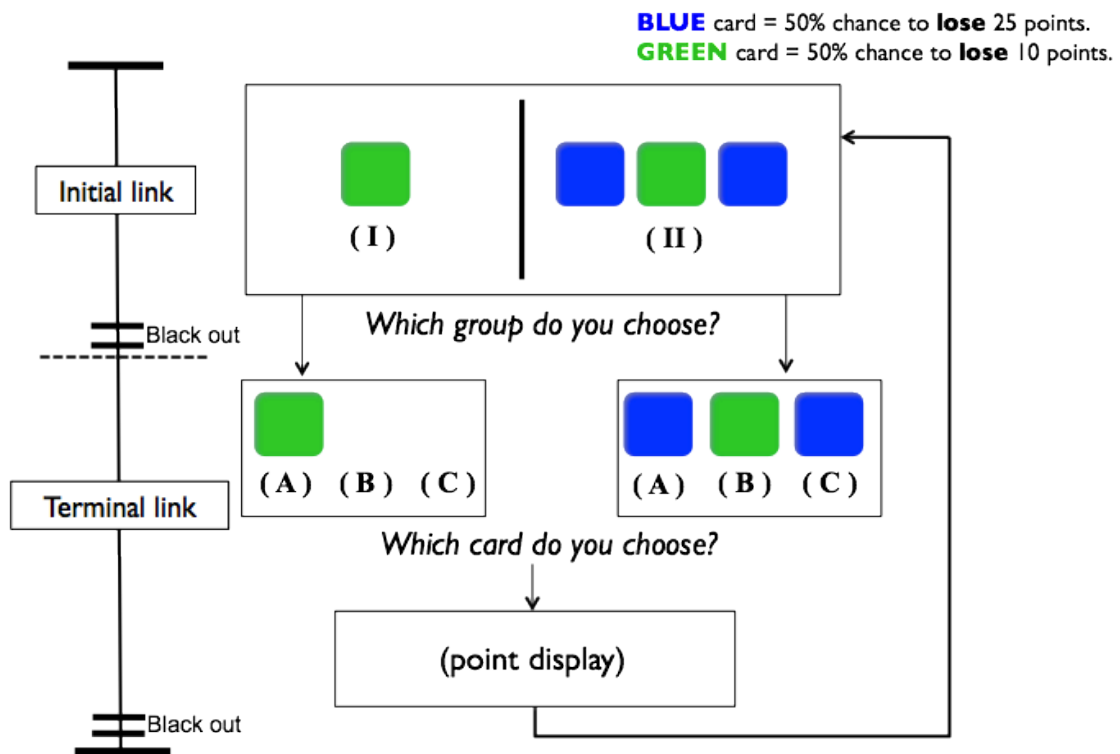 BLUE card = 50% chance to lose 25 points.
GREEN card = 50% chance to lose 10 points.
Initial link
( I )
( II )
Which group do you choose?
Black out
( A ) ( B ) ( C )
( A ) ( B ) ( C )
Terminal link
Which card do you choose?
(point display)
Black out